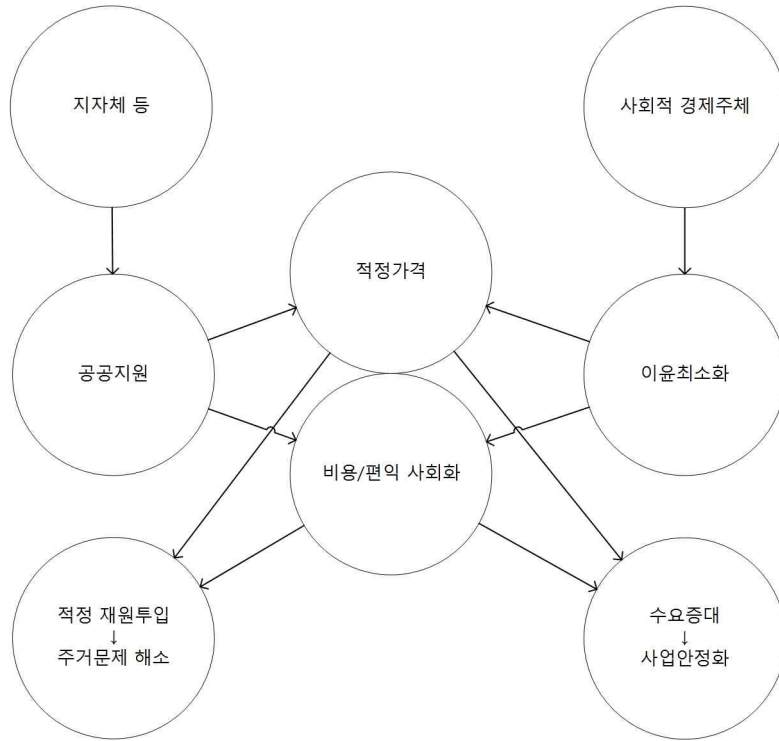 지자체 등
사회적 경제주체
적정가격
공공지원
이윤최소화
비용/편익 사회화
적정 재원투입
↓
주거문제 해소
수요증대
↓
사업안정화